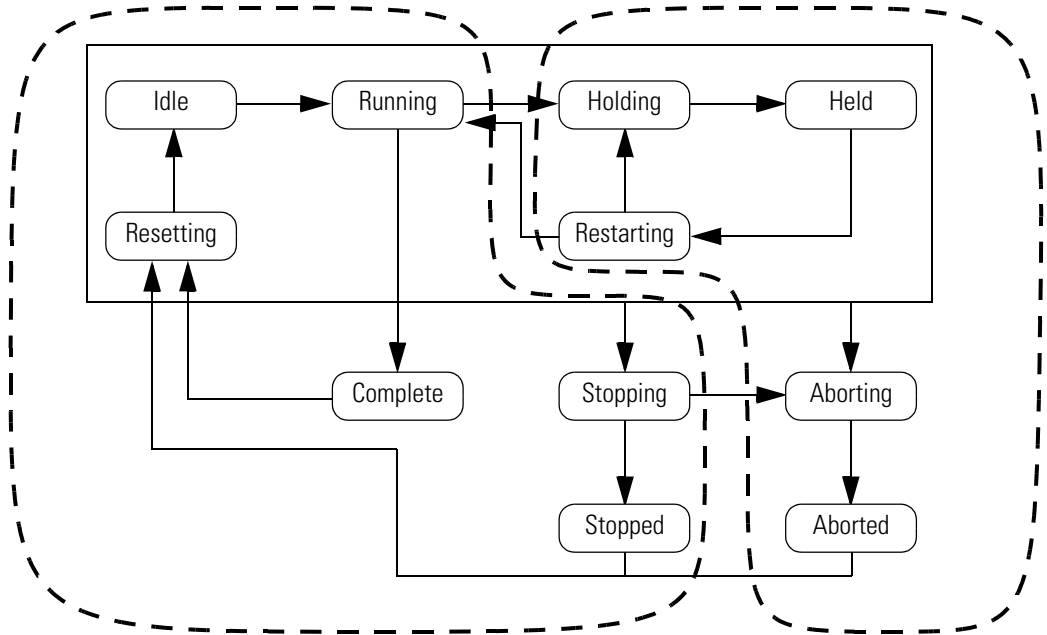 Idle
Running
Holding
Held
Resetting
Restarting
Complete
Stopping
Aborting
Stopped
Aborted